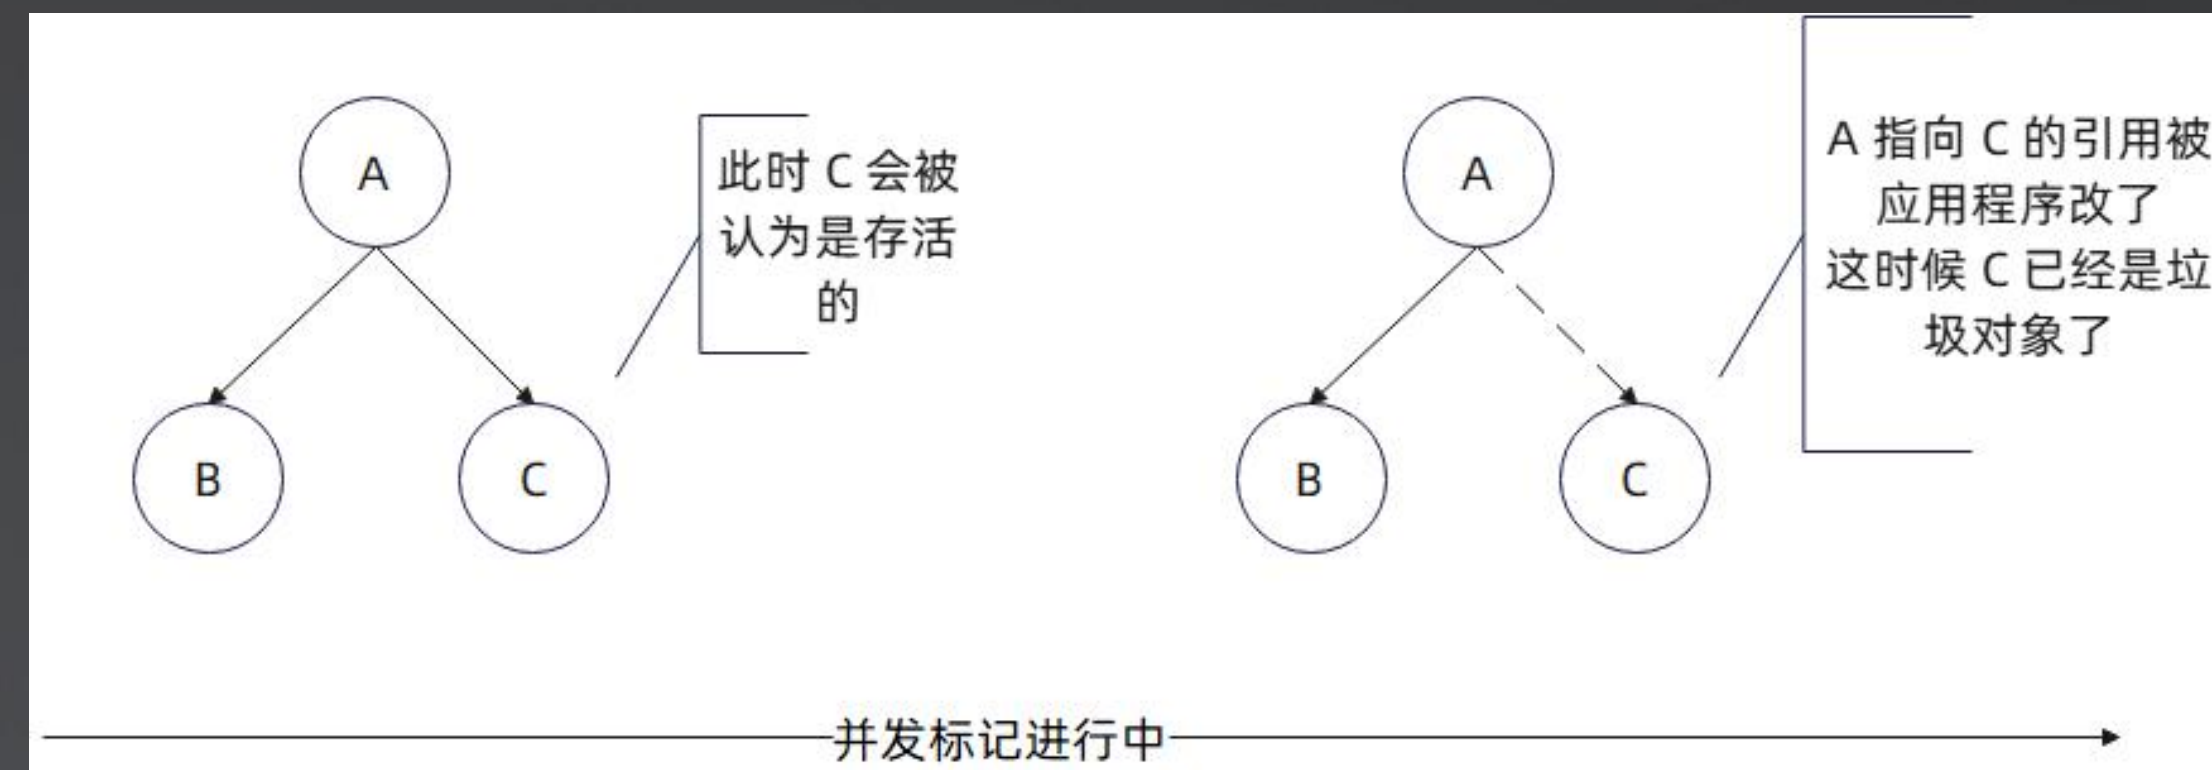 A
此时 C 会被
认为是存活
的
B
C
A
A 指向 C 的引用被
应用程序改了
这时候 C 已经是垃
圾对象了
B
C
并发标记进行中